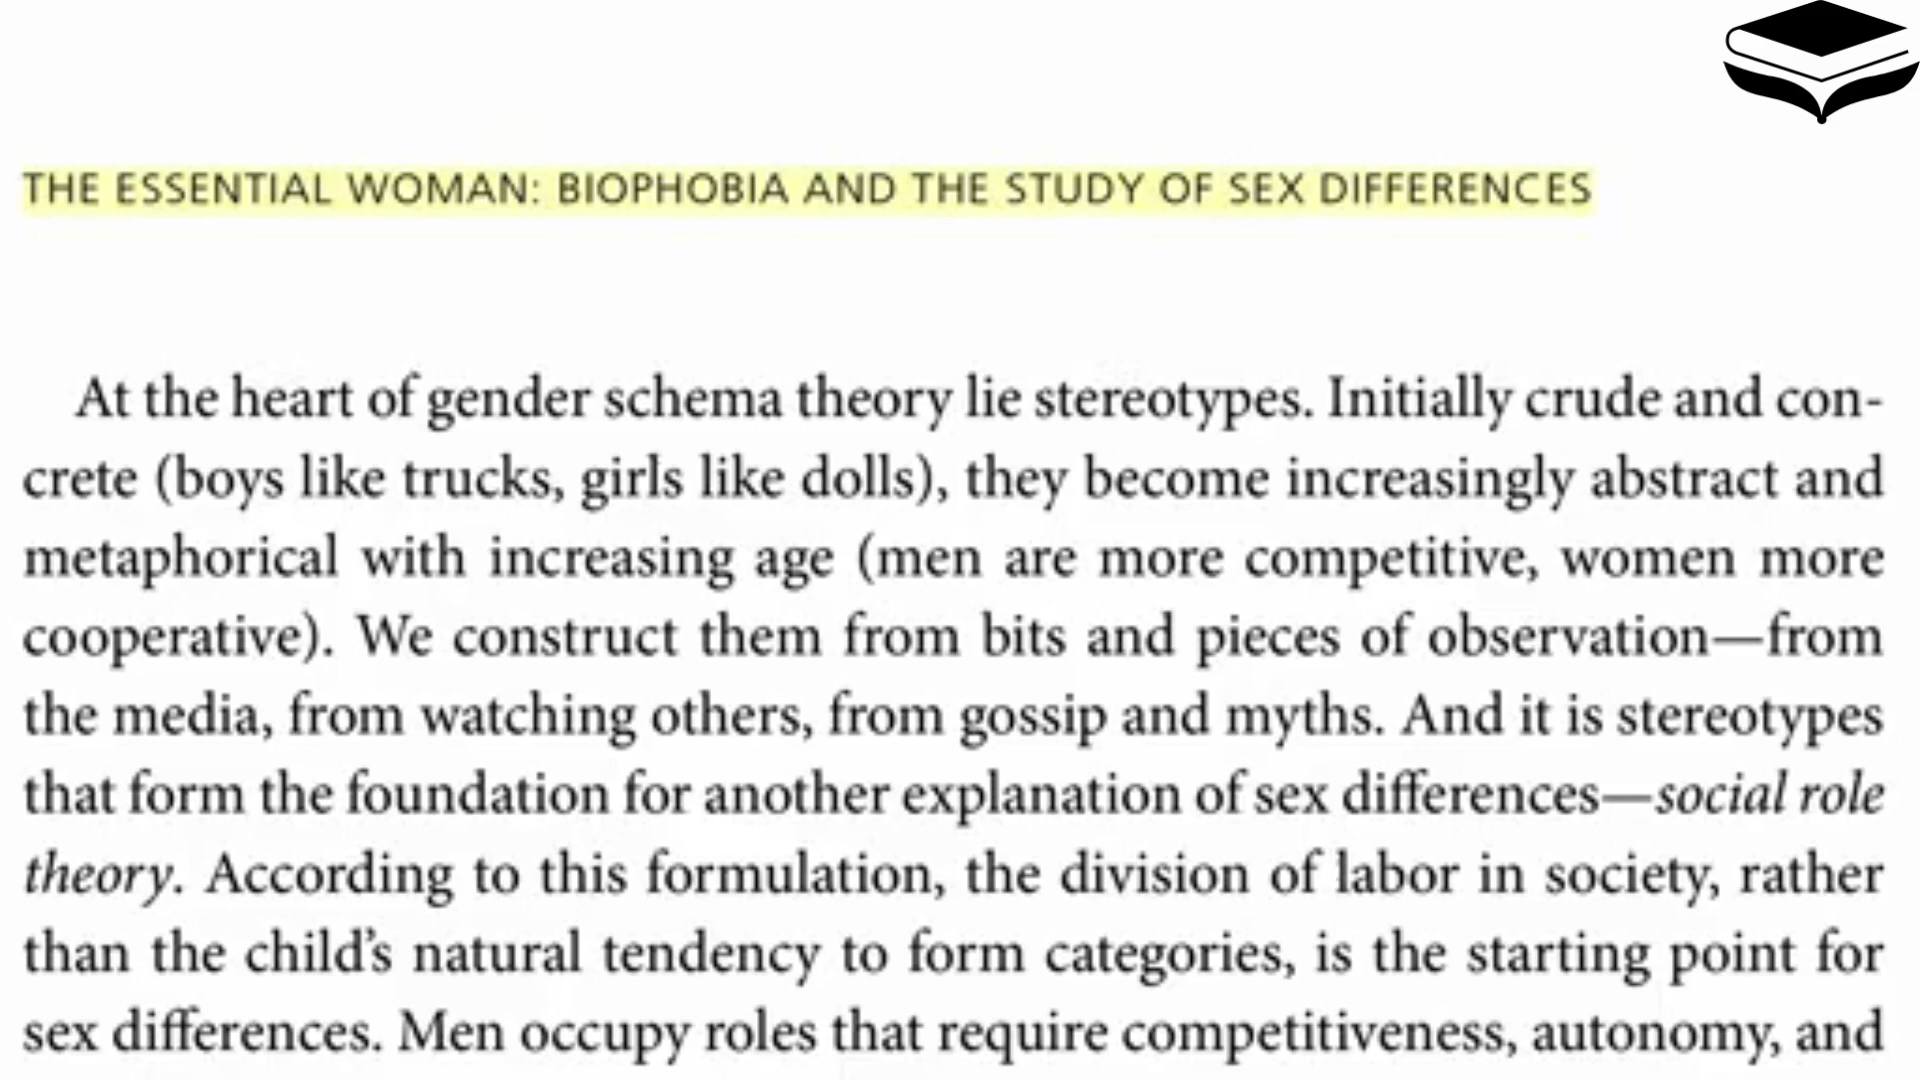 THE ESSENTIAL WOMAN: BIOPHOBIA AND THE STUDY OF SEX DIFFERENCES
At the heart of gender schema theory lie stereotypes. Initially crude and con-
crete (boys like trucks, girls like dolls), they become increasingly abstract and
metaphorical with increasing age (men are more competitive, women more
cooperative). We construct them from bits and pieces of observation—from
the media, from watching others, from gossip and myths. And it is stereotypes
that form the foundation for another explanation of sex differences—social role
theory. According to this formulation, the division of labor in society, rather
than the child's natural tendency to form categories, is the starting point for
sex differences. Men occupy roles that require competitiveness, autonomy, and